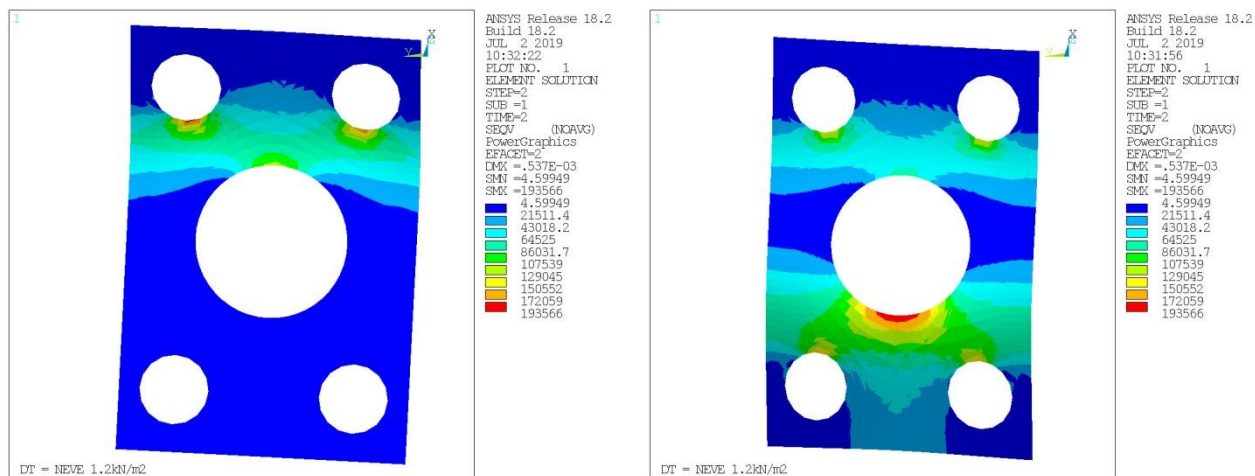 1
ANSYS Release 18.2
Build 18.2
JUL 2 2019
10:32:22
PLOT NO. 1
ELEMENT SOLUTION
STEP=2
SUB =1
TIME=2
SEQV (NOAVG)
PowerGraphics
EFACET=2
DMX =.537E-03
SMN =4.59949
SMX =193566
4.59949
21511.4
43018.2
64525
86031.7
107539
129045
150552
172059
193566
X
Y
DT = NEVE 1.2kN/m2
1
ANSYS Release 18.2
Build 18.2
JUL 2 2019
10:31:56
PLOT NO. 1
ELEMENT SOLUTION
STEP=2
SUB =1
TIME=2
SEQV (NOAVG)
PowerGraphics
EFACET=2
DMX =.537E-03
SMN =4.59949
SMX =193566
4.59949
21511.4
43018.2
64525
86031.7
107539
129045
150552
172059
193566
X
Y
DT = NEVE 1.2kN/m2